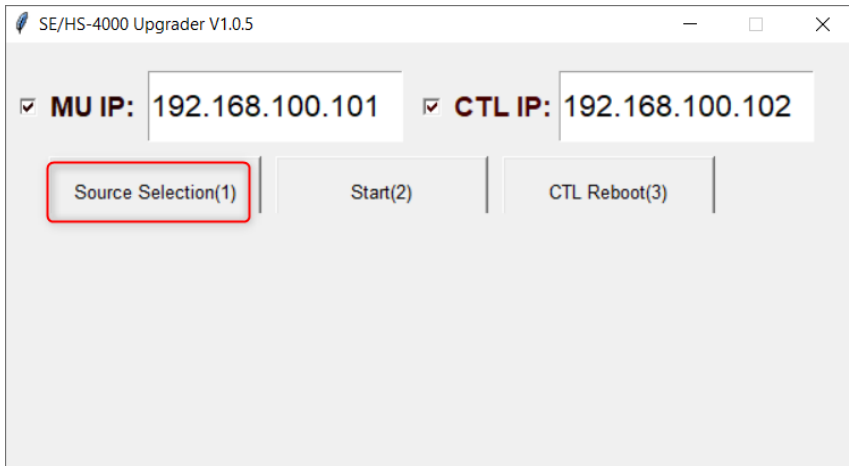 SE/HS-4000 Upgrader V1.0.5
MU IP: 192.168.100.101 CTL IP: 192.168.100.102
Source Selection(1) Start(2) CTL Reboot(3)